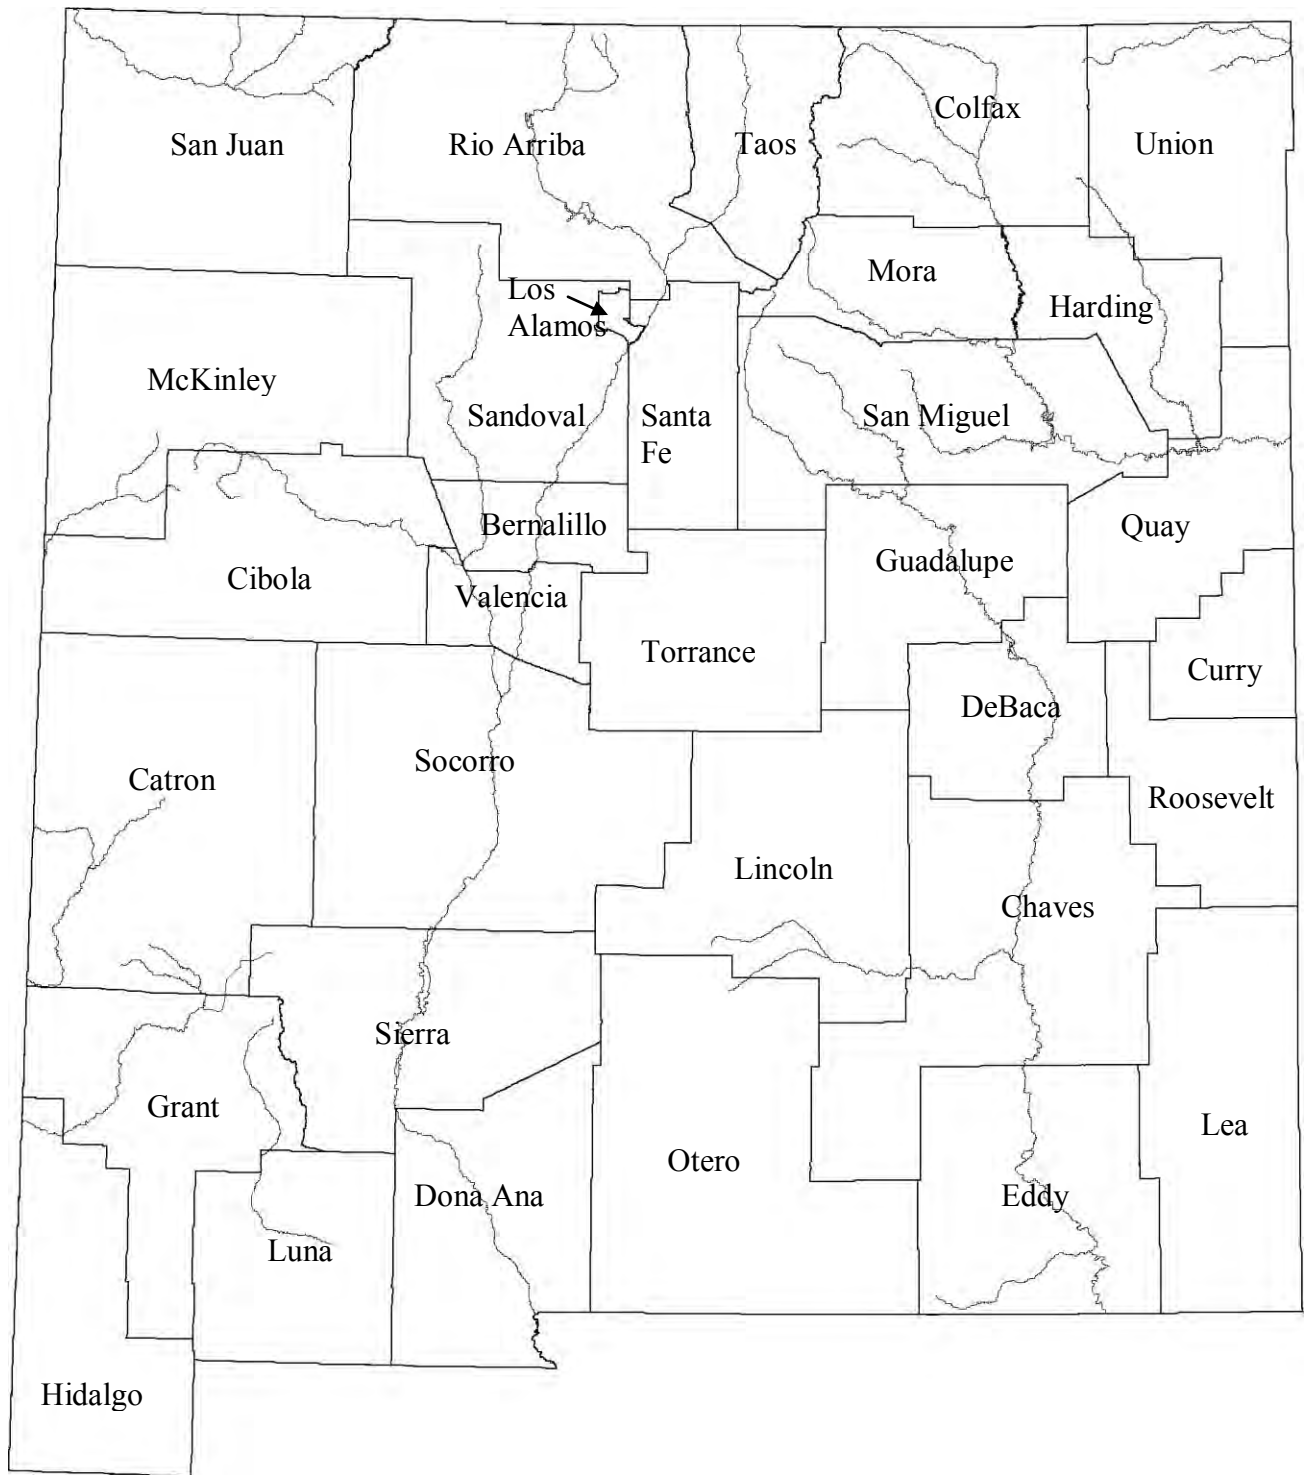 Colfax
San Juan
Rio Arriba
Taos
Union
Mora
Los
Alamos
Harding
McKinley
Sandoval
Santa
Fe
San Miguel
Bernalillo
Quay
Guadalupe
Cibola
Valencia
Torrance
Curry
DeBaca
Socorro
Catron
Roosevelt
Lincoln
Chaves
Sierra
Grant
Lea
Otero
Dona Ana
Eddy
Luna
Hidalgo